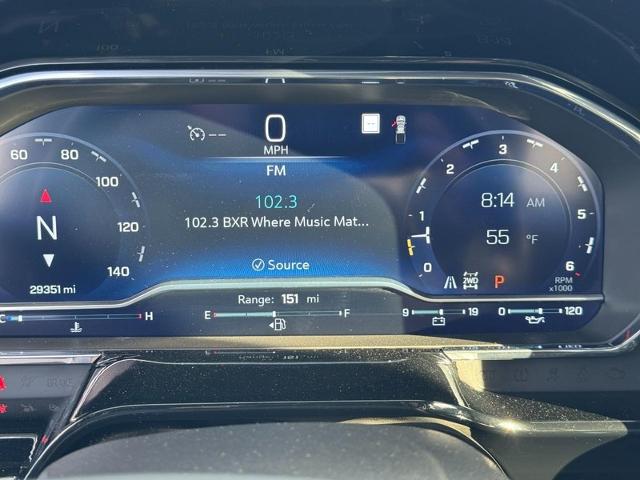 0
MPH
FM
102.3
102.3 BXR Where Music Mat...
Source
60 80 100 120 140
N
29351 mi
1 2 3 4 5 6 0
8:14 AM
55 °F
2WD P
RPM
x1000
Range: 151 mi
C H
E F
9 19
0 120